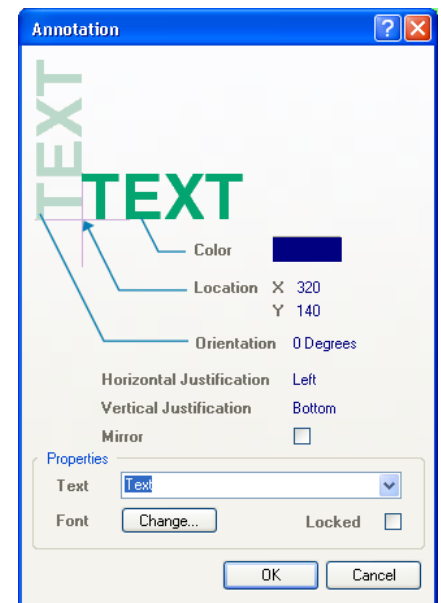 Annotation
TEXT
TEXT
Color
Location X 320
Y 140
Orientation 0 Degrees
Horizontal Justification Left
Vertical Justification Bottom
Mirror
Properties
Text Text
Font Change... Locked
OK Cancel